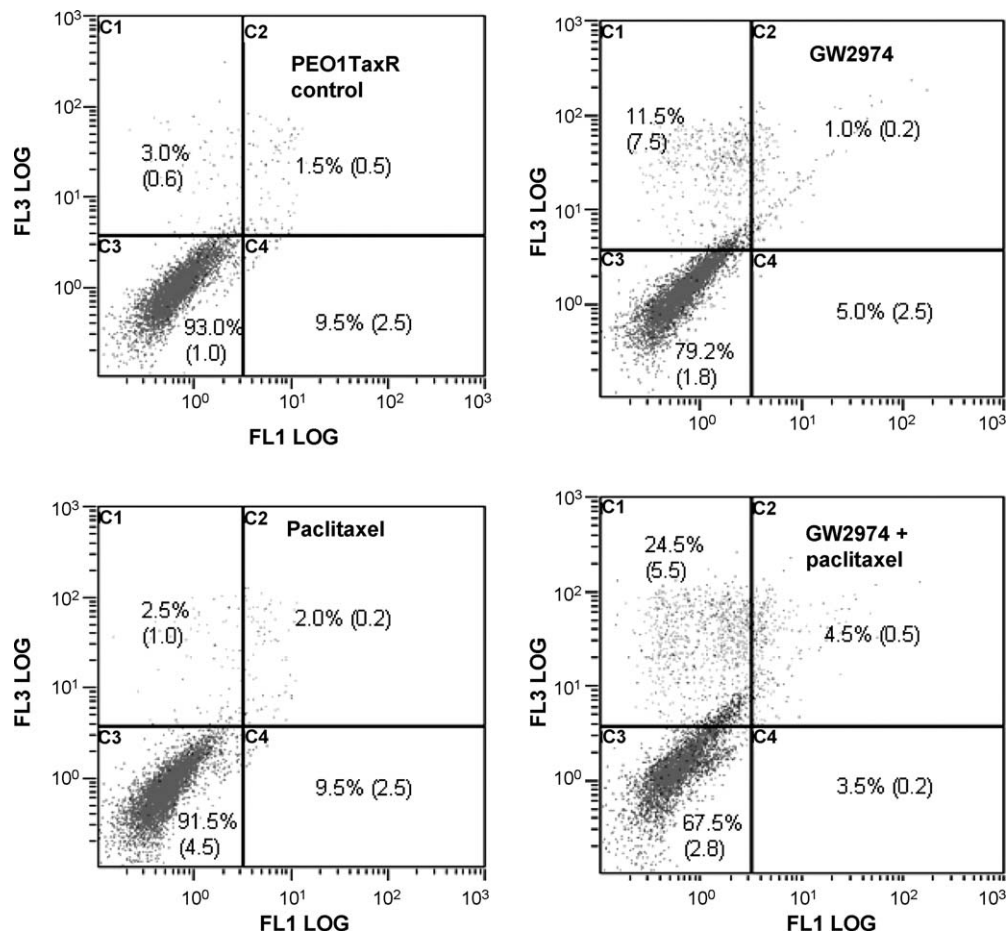 10³
C1
C2
PEO1TaxR
control
10²
3.0%
(0.6)
1.5% (0.5)
FL3 LOG
10¹
C3
C4
10⁰
93.0%
(1.0)
9.5% (2.5)
10⁰
10¹
10²
10³
FL1 LOG
10³
C1
C2
GW2974
10²
11.5%
(7.5)
1.0% (0.2)
FL3 LOG
10¹
C3
C4
10⁰
5.0% (2.5)
79.2%
(1.8)
10⁰
10¹
10²
10³
10³
C1
C2
Paclitaxel
10²
2.5%
(1.0)
2.0% (0.2)
FL3 LOG
10¹
C3
C4
10⁰
9.5% (2.5)
91.5%
(4.5)
10⁰
10¹
10²
10³
FL1 LOG
10³
C1
C2
24.5%
(5.5)
GW2974 +
paclitaxel
10²
4.5% (0.5)
FL3 LOG
10¹
C3
C4
10⁰
3.5% (0.2)
67.5%
(2.8)
10⁰
10¹
10²
10³
FL1 LOG